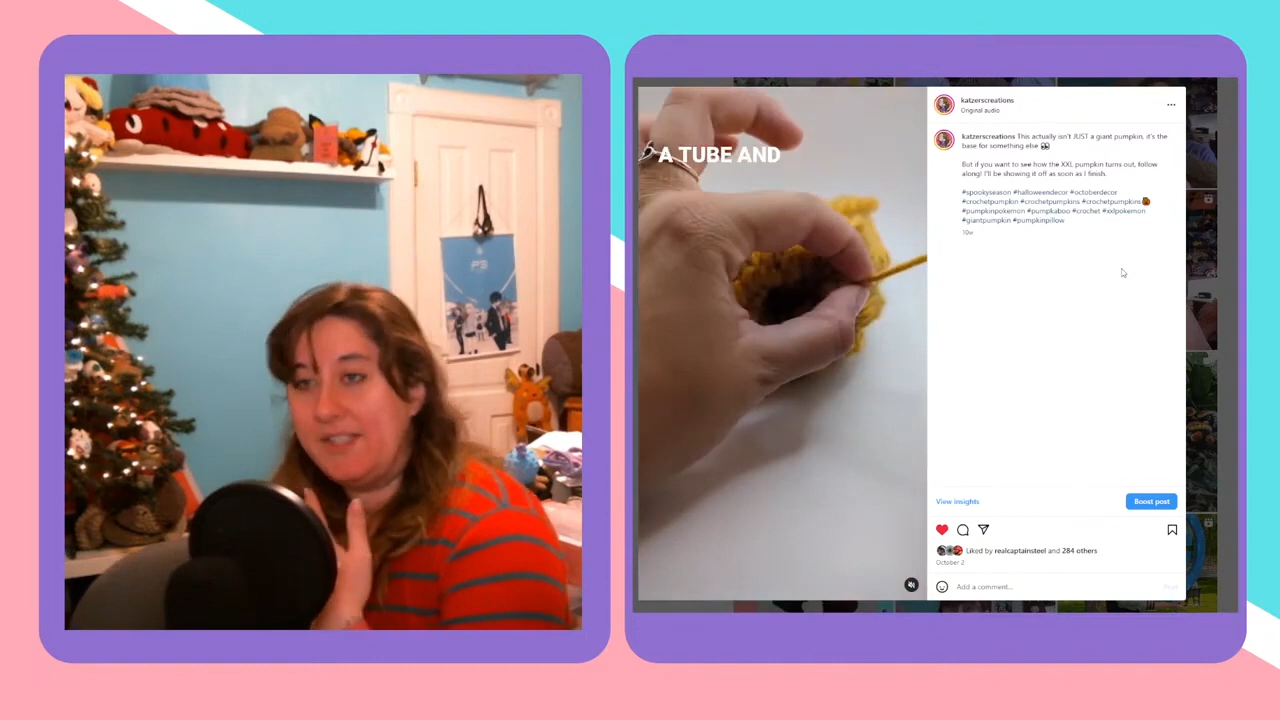 A TUBE AND
katzerscreations
Original audio
katzerscreations This actually isn't JUST a giant pumpkin, it's the
base for something else 👀
But if you want to see how the XXL pumpkin turns out, follow
along! I'll be showing it off as soon as I finish.
#spookyseason #halloweendecor #octoberdecor
#crochetpumpkin #crochetpumpkins #crochetpumpkins🎃
#pumpkinpokemon #pumpkaboo #crochet #xxlpokemon
#giantpumpkin #pumpkinpillow
10w
View insights
Boost post
Liked by realcaptainsteel and 284 others
October 2
Add a comment...
Post